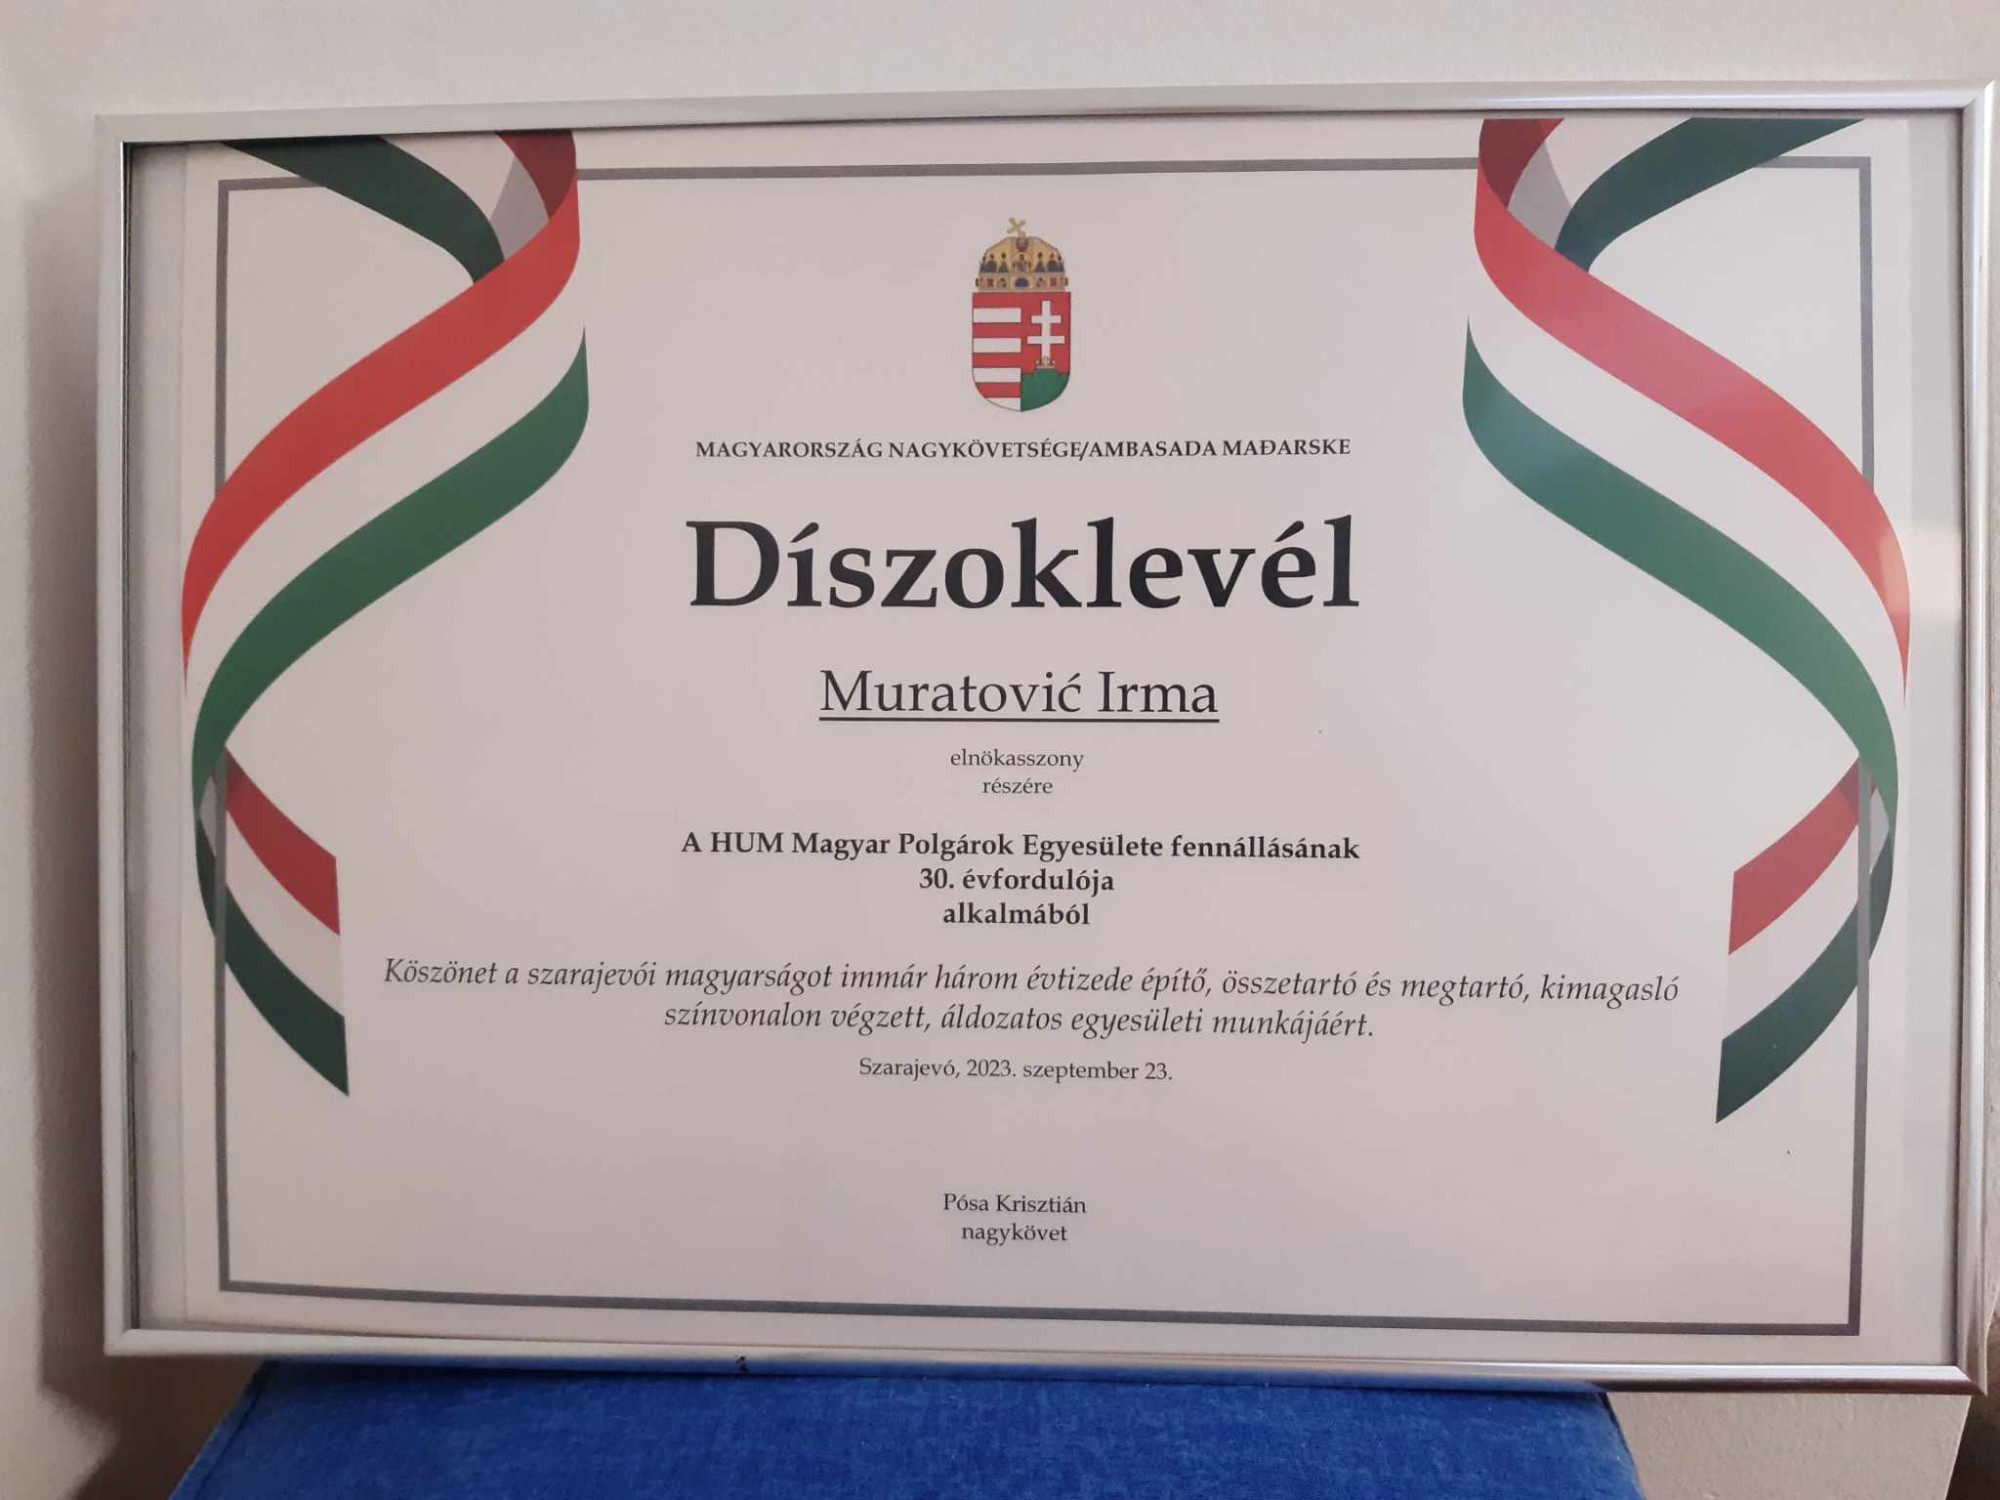 MAGYARORSZÁG NAGYKÖVETSÉGE/AMBASADA MAĐARSKE
Díszoklevél
Muratović Irma
elnökasszony
részére
A HUM Magyar Polgárok Egyesülete fennállásának
30. évfordulója
alkalmából
Köszönet a szarajevói magyarságot immár három évtizede építő, összetartó és megtartó, kimagasló
színvonalon végzett, áldozatos egyesületi munkájáért.
Szarajevó, 2023. szeptember 23.
Pósa Krisztián
nagykövet